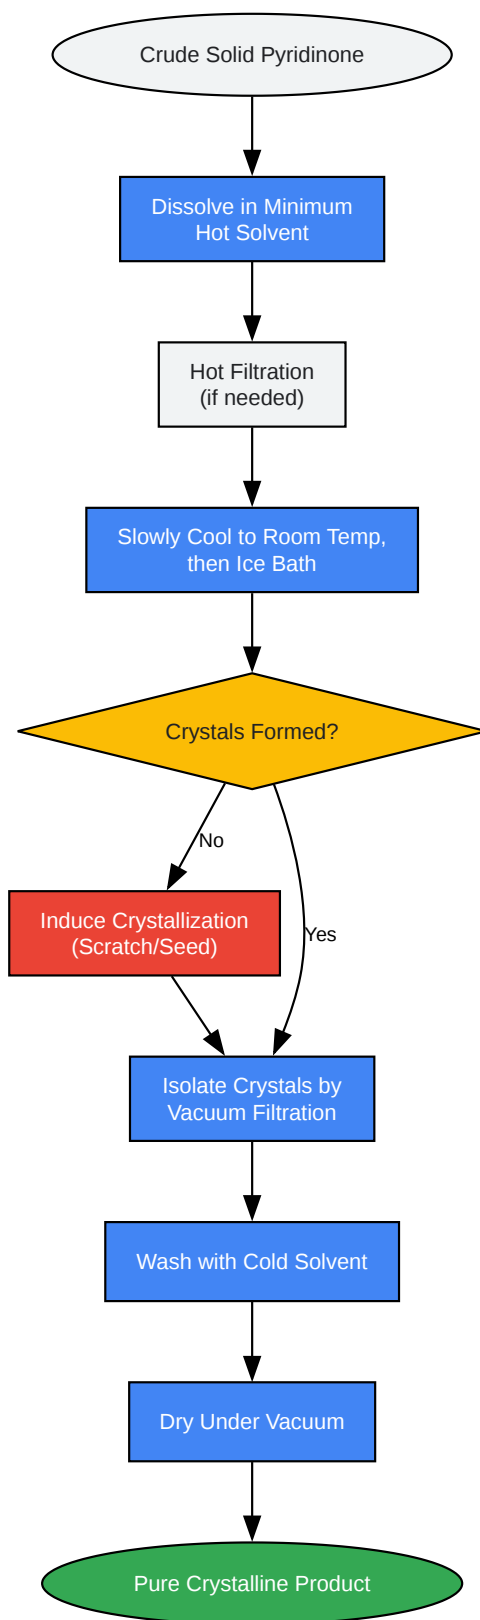 Crude Solid Pyridinone
Dissolve in Minimum
Hot Solvent
Hot Filtration
(if needed)
Slowly Cool to Room Temp,
then Ice Bath
Crystals Formed?
No
Induce Crystallization
(Scratch/Seed)
Yes
Isolate Crystals by
Vacuum Filtration
Wash with Cold Solvent
Dry Under Vacuum
Pure Crystalline Product